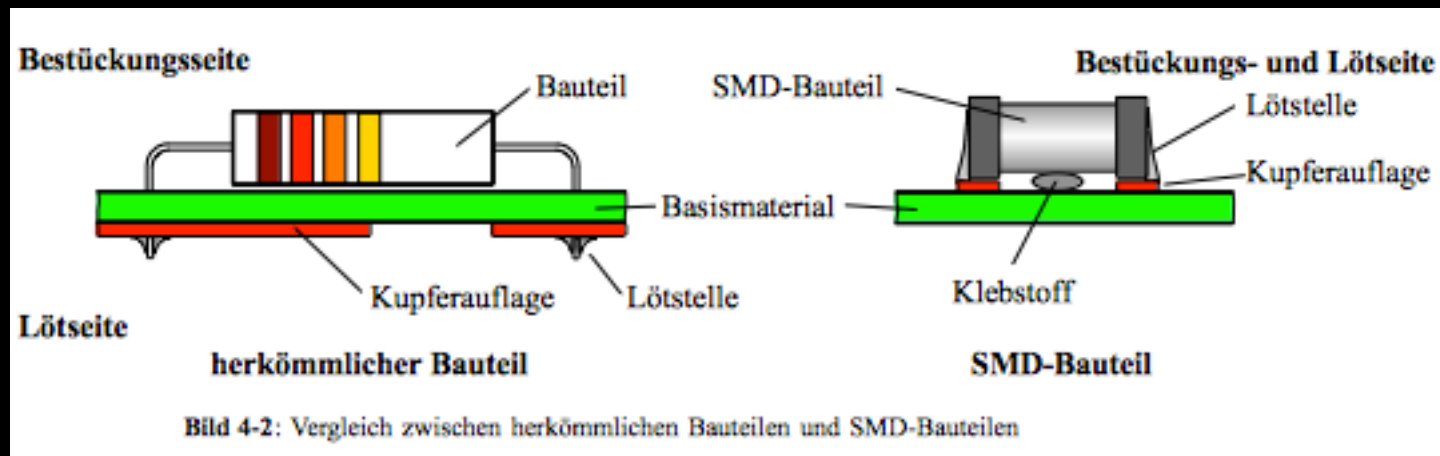 Bestückungsseite
Bauteil
SMD-Bauteil
Bestückungs- und Lötseite
Lötstelle
Kupferauflage
Basismaterial
Kupferauflage
Lötstelle
Klebstoff
Lötseite
herkömmlicher Bauteil
SMD-Bauteil
Bild 4-2: Vergleich zwischen herkömmlichen Bauteilen und SMD-Bauteilen